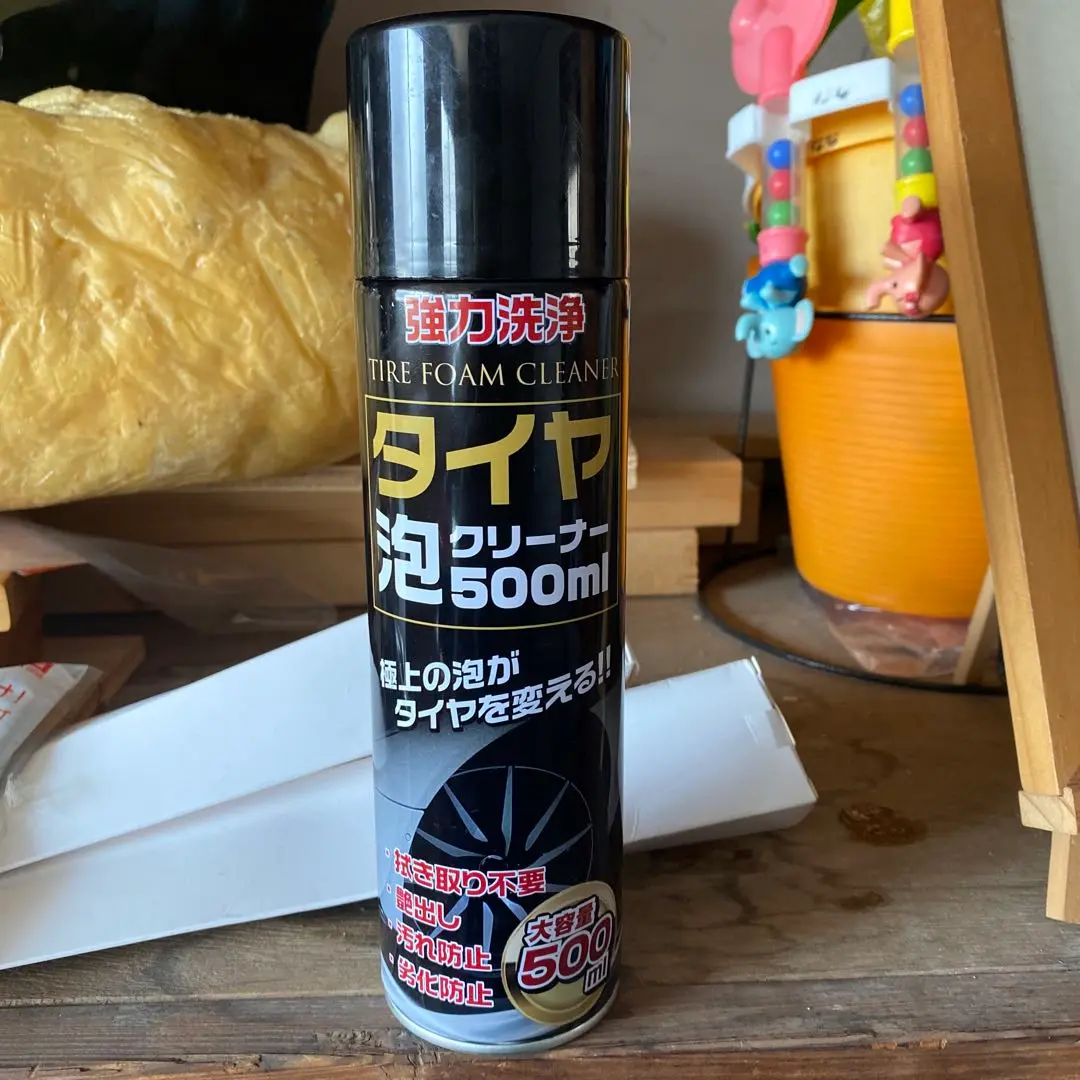 強力洗浄
TIRE FOAM CLEANER
タイヤ
泡クリーナー
500ml
極上の泡が
タイヤを変える!!
・拭き取り不要
・艶出し
・汚れ防止
・劣化防止
大容量
500
ml